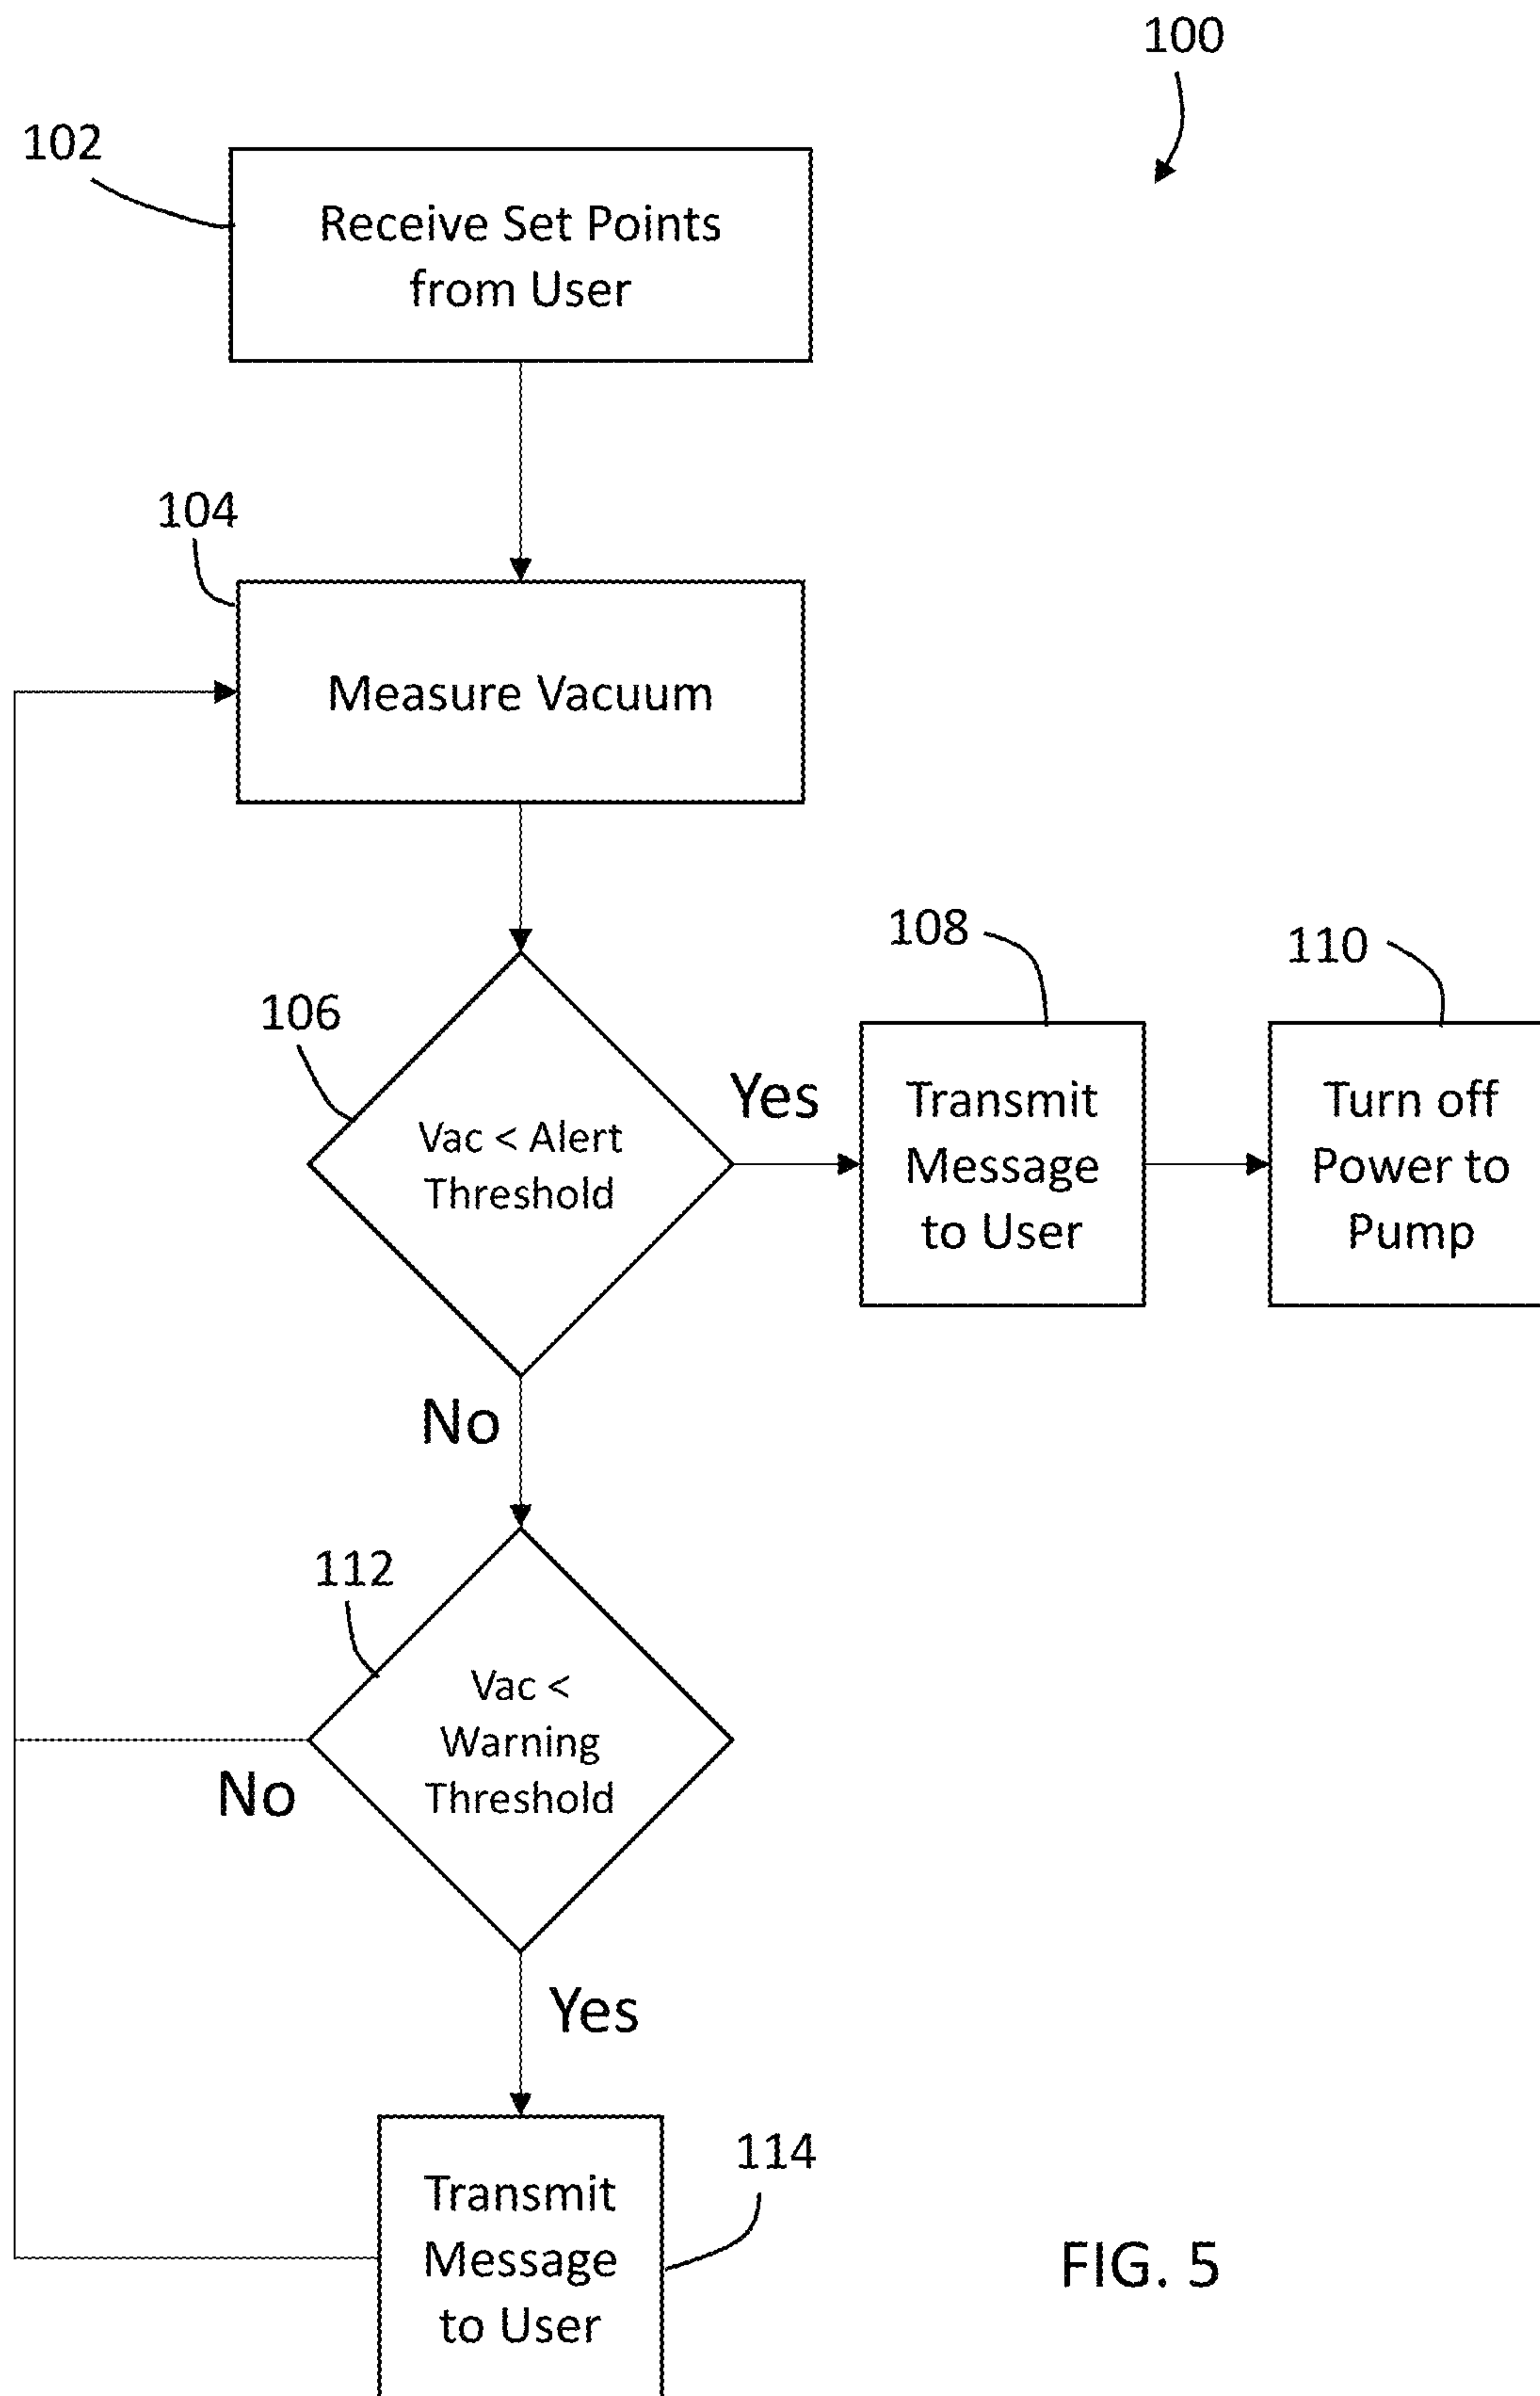 100
102
Receive Set Points
from User
104
Measure Vacuum
106
Vac < Alert
Threshold
Yes
108
Transmit
Message
to User
110
Turn off
Power to
Pump
No
112
Vac <
Warning
Threshold
No
Yes
114
Transmit
Message
to User
FIG. 5